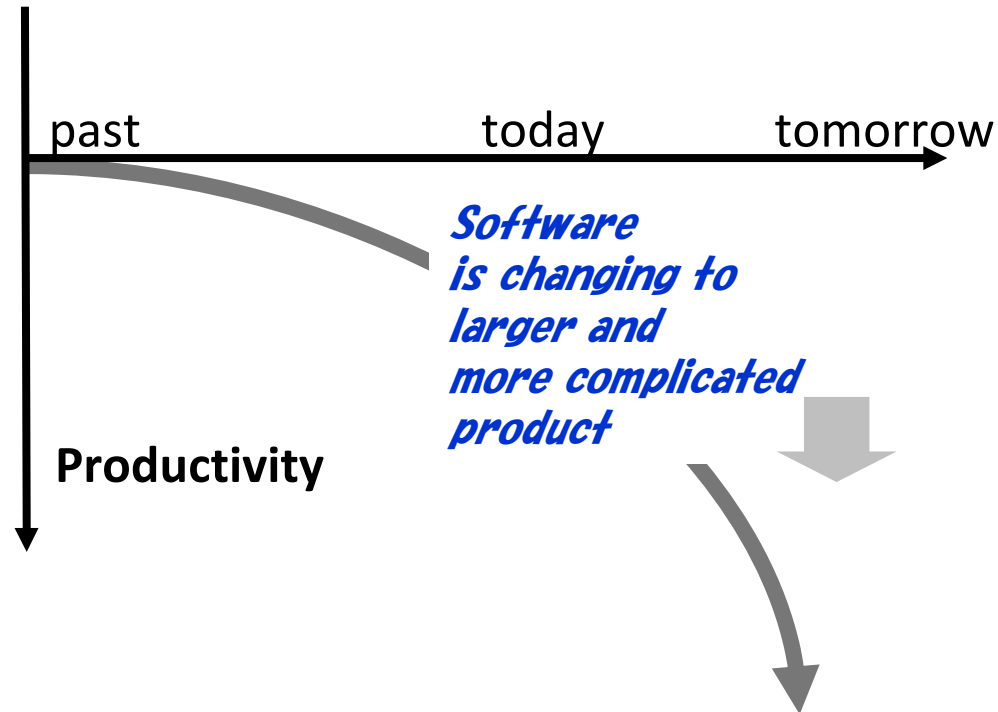 past
today
tomorrow
Software
is changing to
larger and
more complicated
product
Productivity